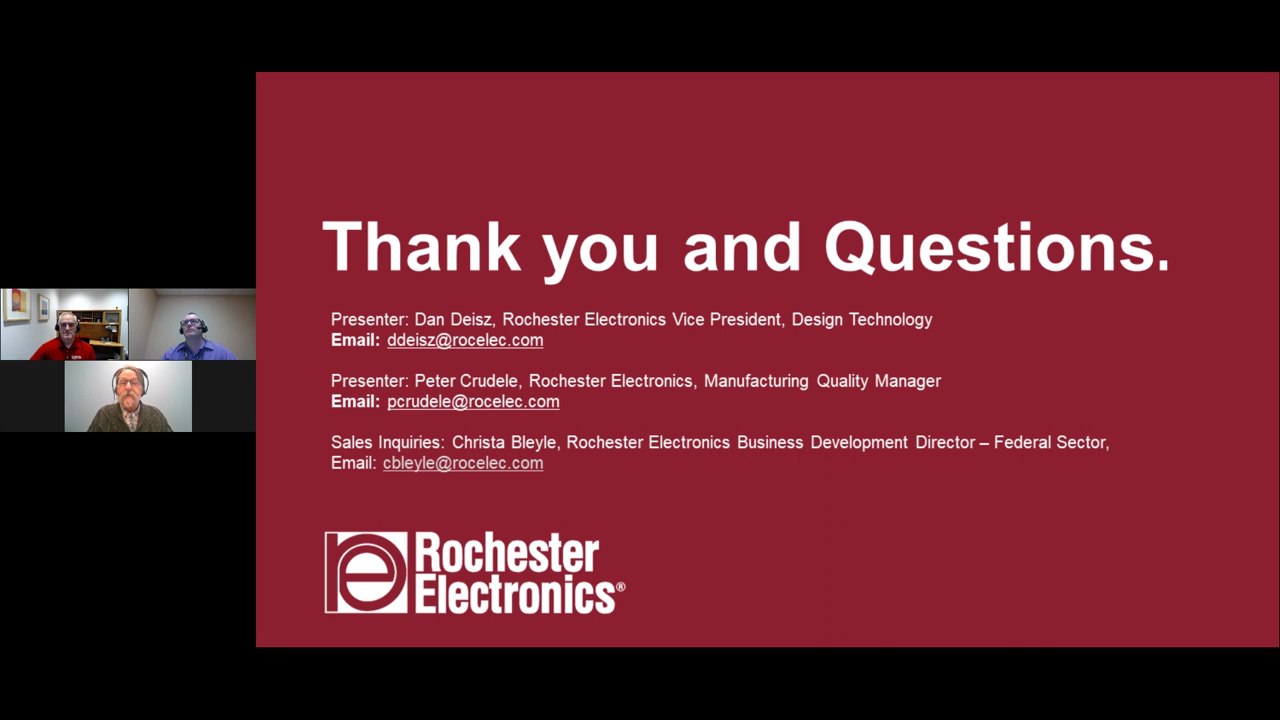 Thank you and Questions.
Presenter: Dan Deisz, Rochester Electronics Vice President, Design Technology
Email: ddeisz@rocelec.com
Presenter: Peter Crudele, Rochester Electronics, Manufacturing Quality Manager
Email: pcrudele@rocelec.com
Sales Inquiries: Christa Bleyle, Rochester Electronics Business Development Director – Federal Sector,
Email: cbleyle@rocelec.com
re Rochester
Electronics®